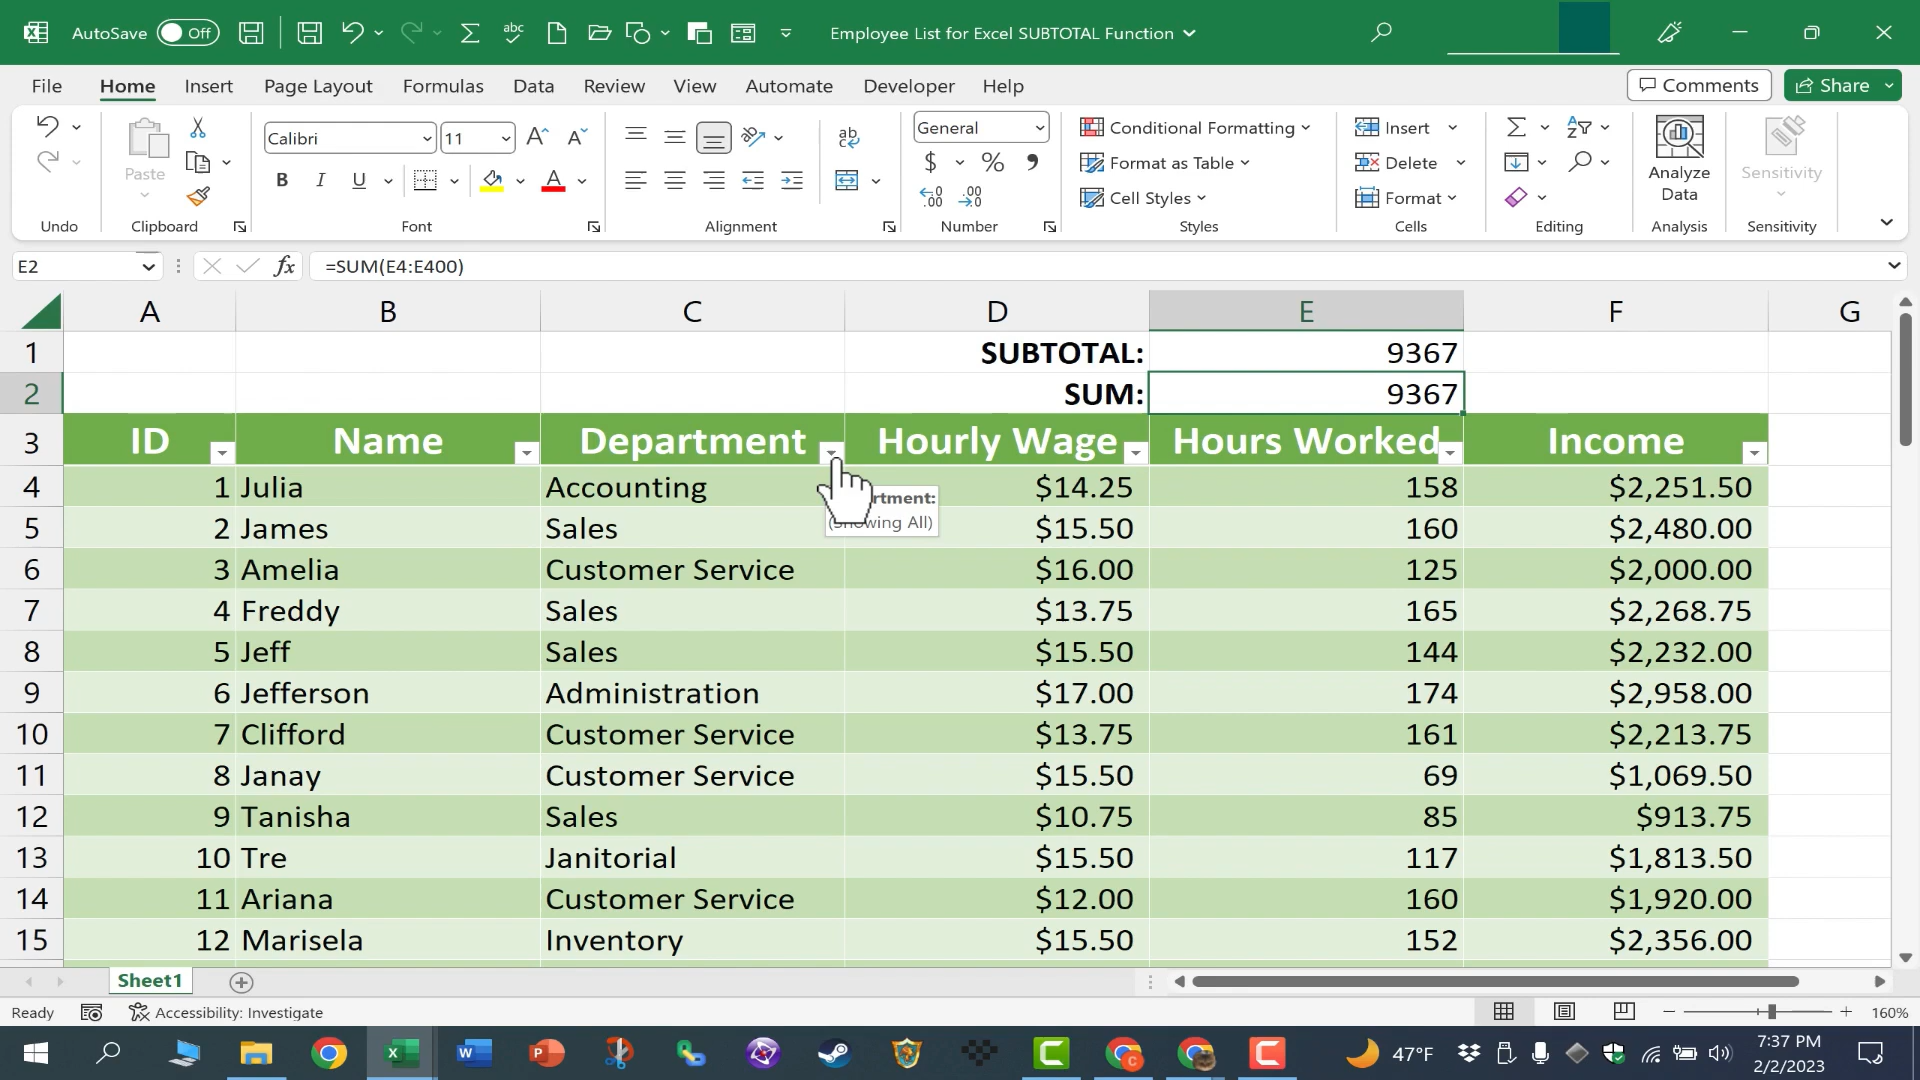 AutoSave Off Employee List for Excel SUBTOTAL Function
File Home Insert Page Layout Formulas Data Review View Automate Developer Help Comments Share
Calibri 11 General Conditional Formatting Insert
Paste Format as Table Delete Analyze Data Sensitivity
Cell Styles Format
Undo Clipboard Font Alignment Number Styles Cells Editing Analysis Sensitivity
E2 =SUM(E4:E400)
A B C D E F G
1 SUBTOTAL: 9367
2 SUM: 9367
3 ID Name Department Hourly Wage Hours Worked Income
4 1 Julia Accounting $14.25 158 $2,251.50
rtment:
(Showing All)
5 2 James Sales $15.50 160 $2,480.00
6 3 Amelia Customer Service $16.00 125 $2,000.00
7 4 Freddy Sales $13.75 165 $2,268.75
8 5 Jeff Sales $15.50 144 $2,232.00
9 6 Jefferson Administration $17.00 174 $2,958.00
10 7 Clifford Customer Service $13.75 161 $2,213.75
11 8 Janay Customer Service $15.50 69 $1,069.50
12 9 Tanisha Sales $10.75 85 $913.75
13 10 Tre Janitorial $15.50 117 $1,813.50
14 11 Ariana Customer Service $12.00 160 $1,920.00
15 12 Marisela Inventory $15.50 152 $2,356.00
Sheet1
Ready Accessibility: Investigate 160%
47°F 7:37 PM
2/2/2023